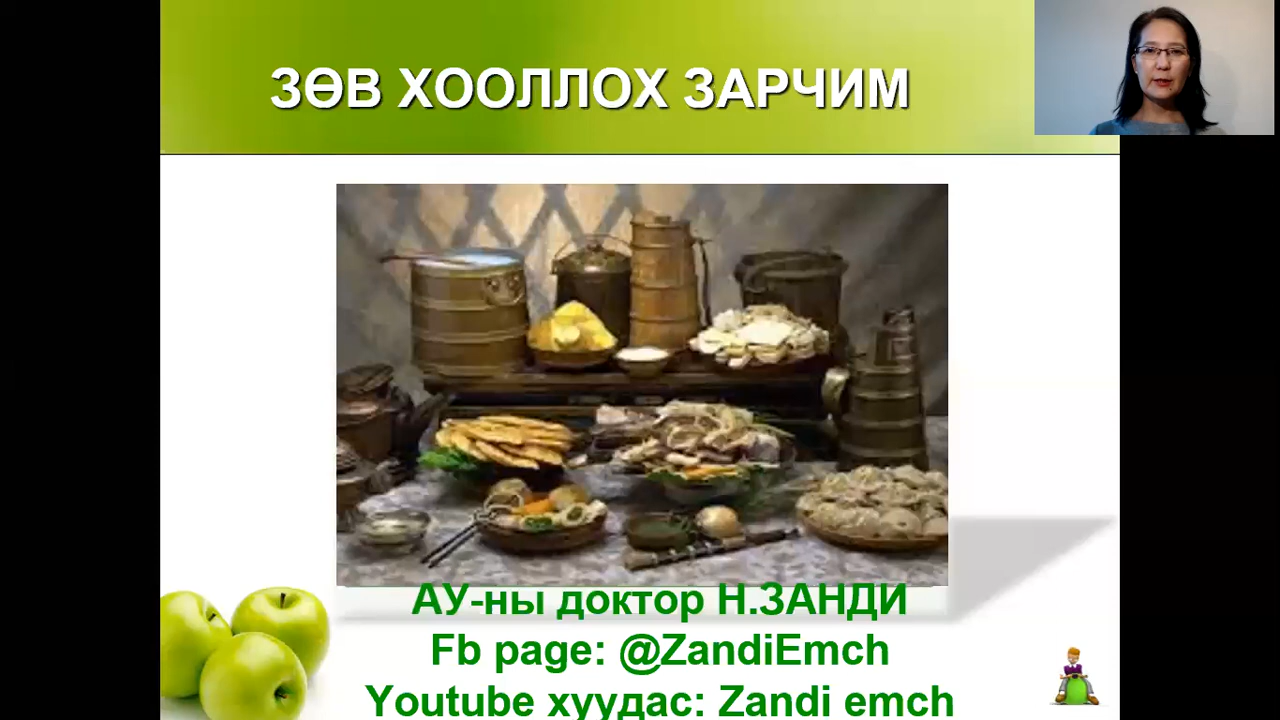 ЗӨВ ХООЛЛОХ ЗАРЧИМ
АУ-ны доктор Н.ЗАНДИ
Fb page: @ZandiEmch
Youtube хуудас: Zandi emch